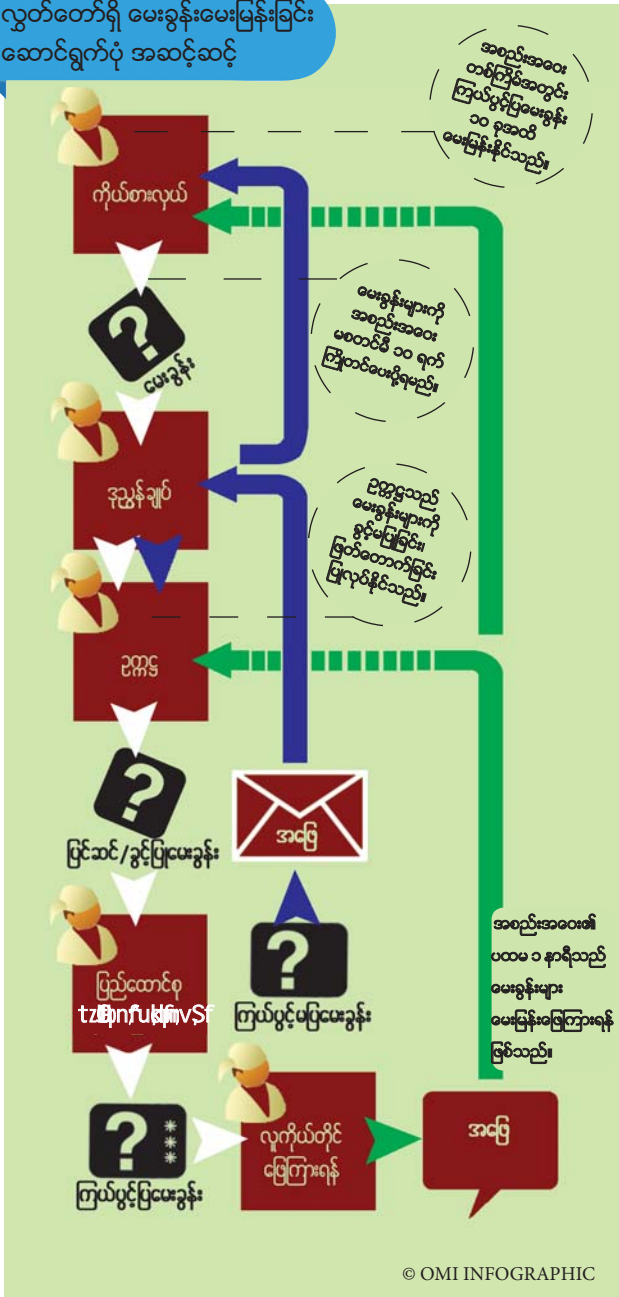 လွှတ်တော်ရှိ မေးခွန်းမေးမြန်းခြင်း
ဆောင်ရွက်ပုံ အဆင့်ဆင့်
အစည်းအဝေး
တစ်ကြိမ်အတွင်း
ကြယ်ပွင့်ပြမေးခွန်း
၁၀ ခုအထိ
မေးမြန်းနိုင်သည်။
ကိုယ်စားလှယ်
မေးခွန်းများကို
အစည်းအဝေး
မစတင်မီ ၁၀ ရက်
ကြိုတင်ပေးပို့ရမည်။
မေးခွန်း
ဒုညွှန်ချုပ်
ဥက္ကဋ္ဌသည်
မေးခွန်းများကို
ခွင့်မပြုခြင်း၊
ဖြတ်တောက်ခြင်း
ပြုလုပ်နိုင်သည်။
ဥက္ကဋ္ဌ
ပြင်ဆင်/ခွင့်ပြုမေးခွန်း
အဖြေ
ပြည်ထောင်စု
ကြယ်ပွင့်မပြမေးခွန်း
အစည်းအဝေး၏
ပထမ ၁ နာရီသည်
မေးခွန်းများ
မေးမြန်းဖြေကြားရန်
ဖြစ်သည်။
ကြယ်ပွင့်ပြမေးခွန်း
လူကိုယ်တိုင်
ဖြေကြားရန်
အဖြေ
© OMI INFOGRAPHIC